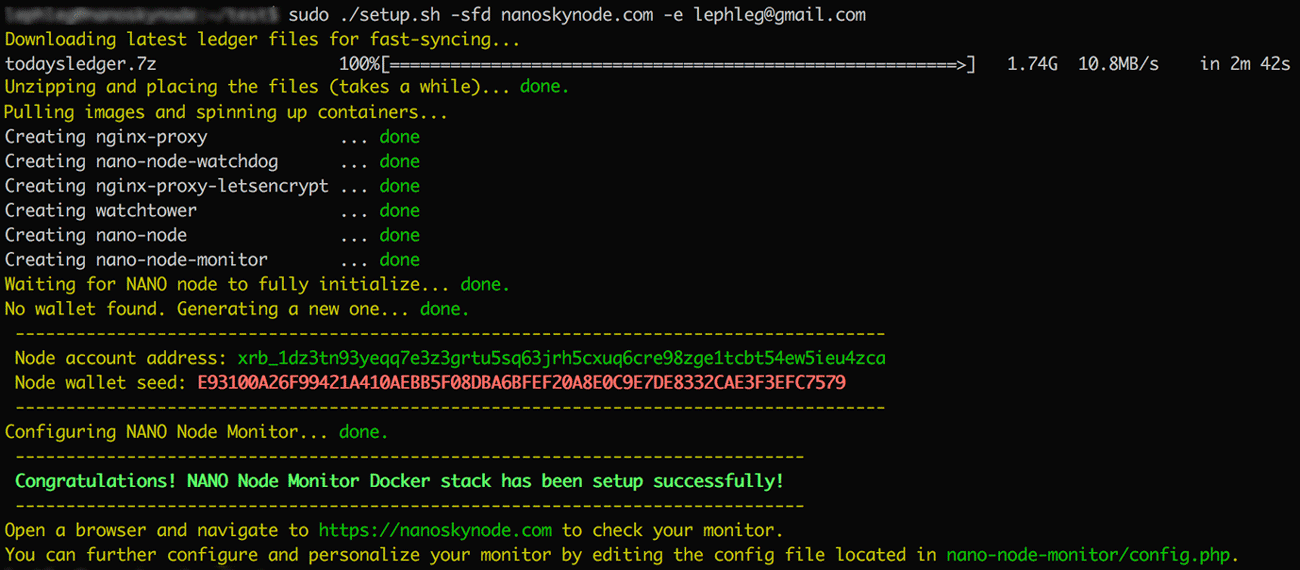 sudo ./setup.sh -sfd nanoskynode.com -e lephleg@gmail.com
Downloading latest ledger files for fast-syncing...
todaysledger.7z 100%[========================================================>] 1.74G 10.8MB/s in 2m 42s
Unzipping and placing the files (takes a while)... done.
Pulling images and spinning up containers...
Creating nginx-proxy ... done
Creating nano-node-watchdog ... done
Creating nginx-proxy-letsencrypt ... done
Creating watchtower ... done
Creating nano-node ... done
Creating nano-node-monitor ... done
Waiting for NANO node to fully initialize... done.
No wallet found. Generating a new one... done.
--------------------------------------------------------------------------------------
Node account address: xrb_1dz3tn93yeqq7e3z3grtu5sq63jrh5cxuq6cre98zge1tcbt54ew5ieu4zca
Node wallet seed: E93100A26F99421A410AEBB5F08DBA6BFEF20A8E0C9E7DE8332CAE3F3EFC7579
--------------------------------------------------------------------------------------
Configuring NANO Node Monitor... done.
------------------------------------------------------------------------------
Congratulations! NANO Node Monitor Docker stack has been setup successfully!
------------------------------------------------------------------------------
Open a browser and navigate to https://nanoskynode.com to check your monitor.
You can further configure and personalize your monitor by editing the config file located in nano-node-monitor/config.php.